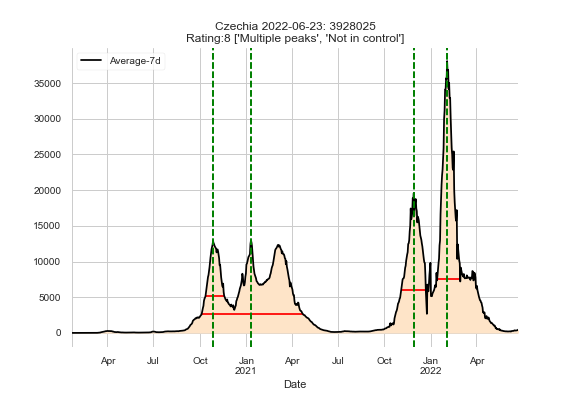 Czechia 2022-06-23: 3928025
Rating:8 ['Multiple peaks', 'Not in control']
Average-7d
35000
30000
25000
20000
15000
10000
5000
0
Apr Jul Oct Jan Apr Jul Oct Jan Apr
2021 2022
Date